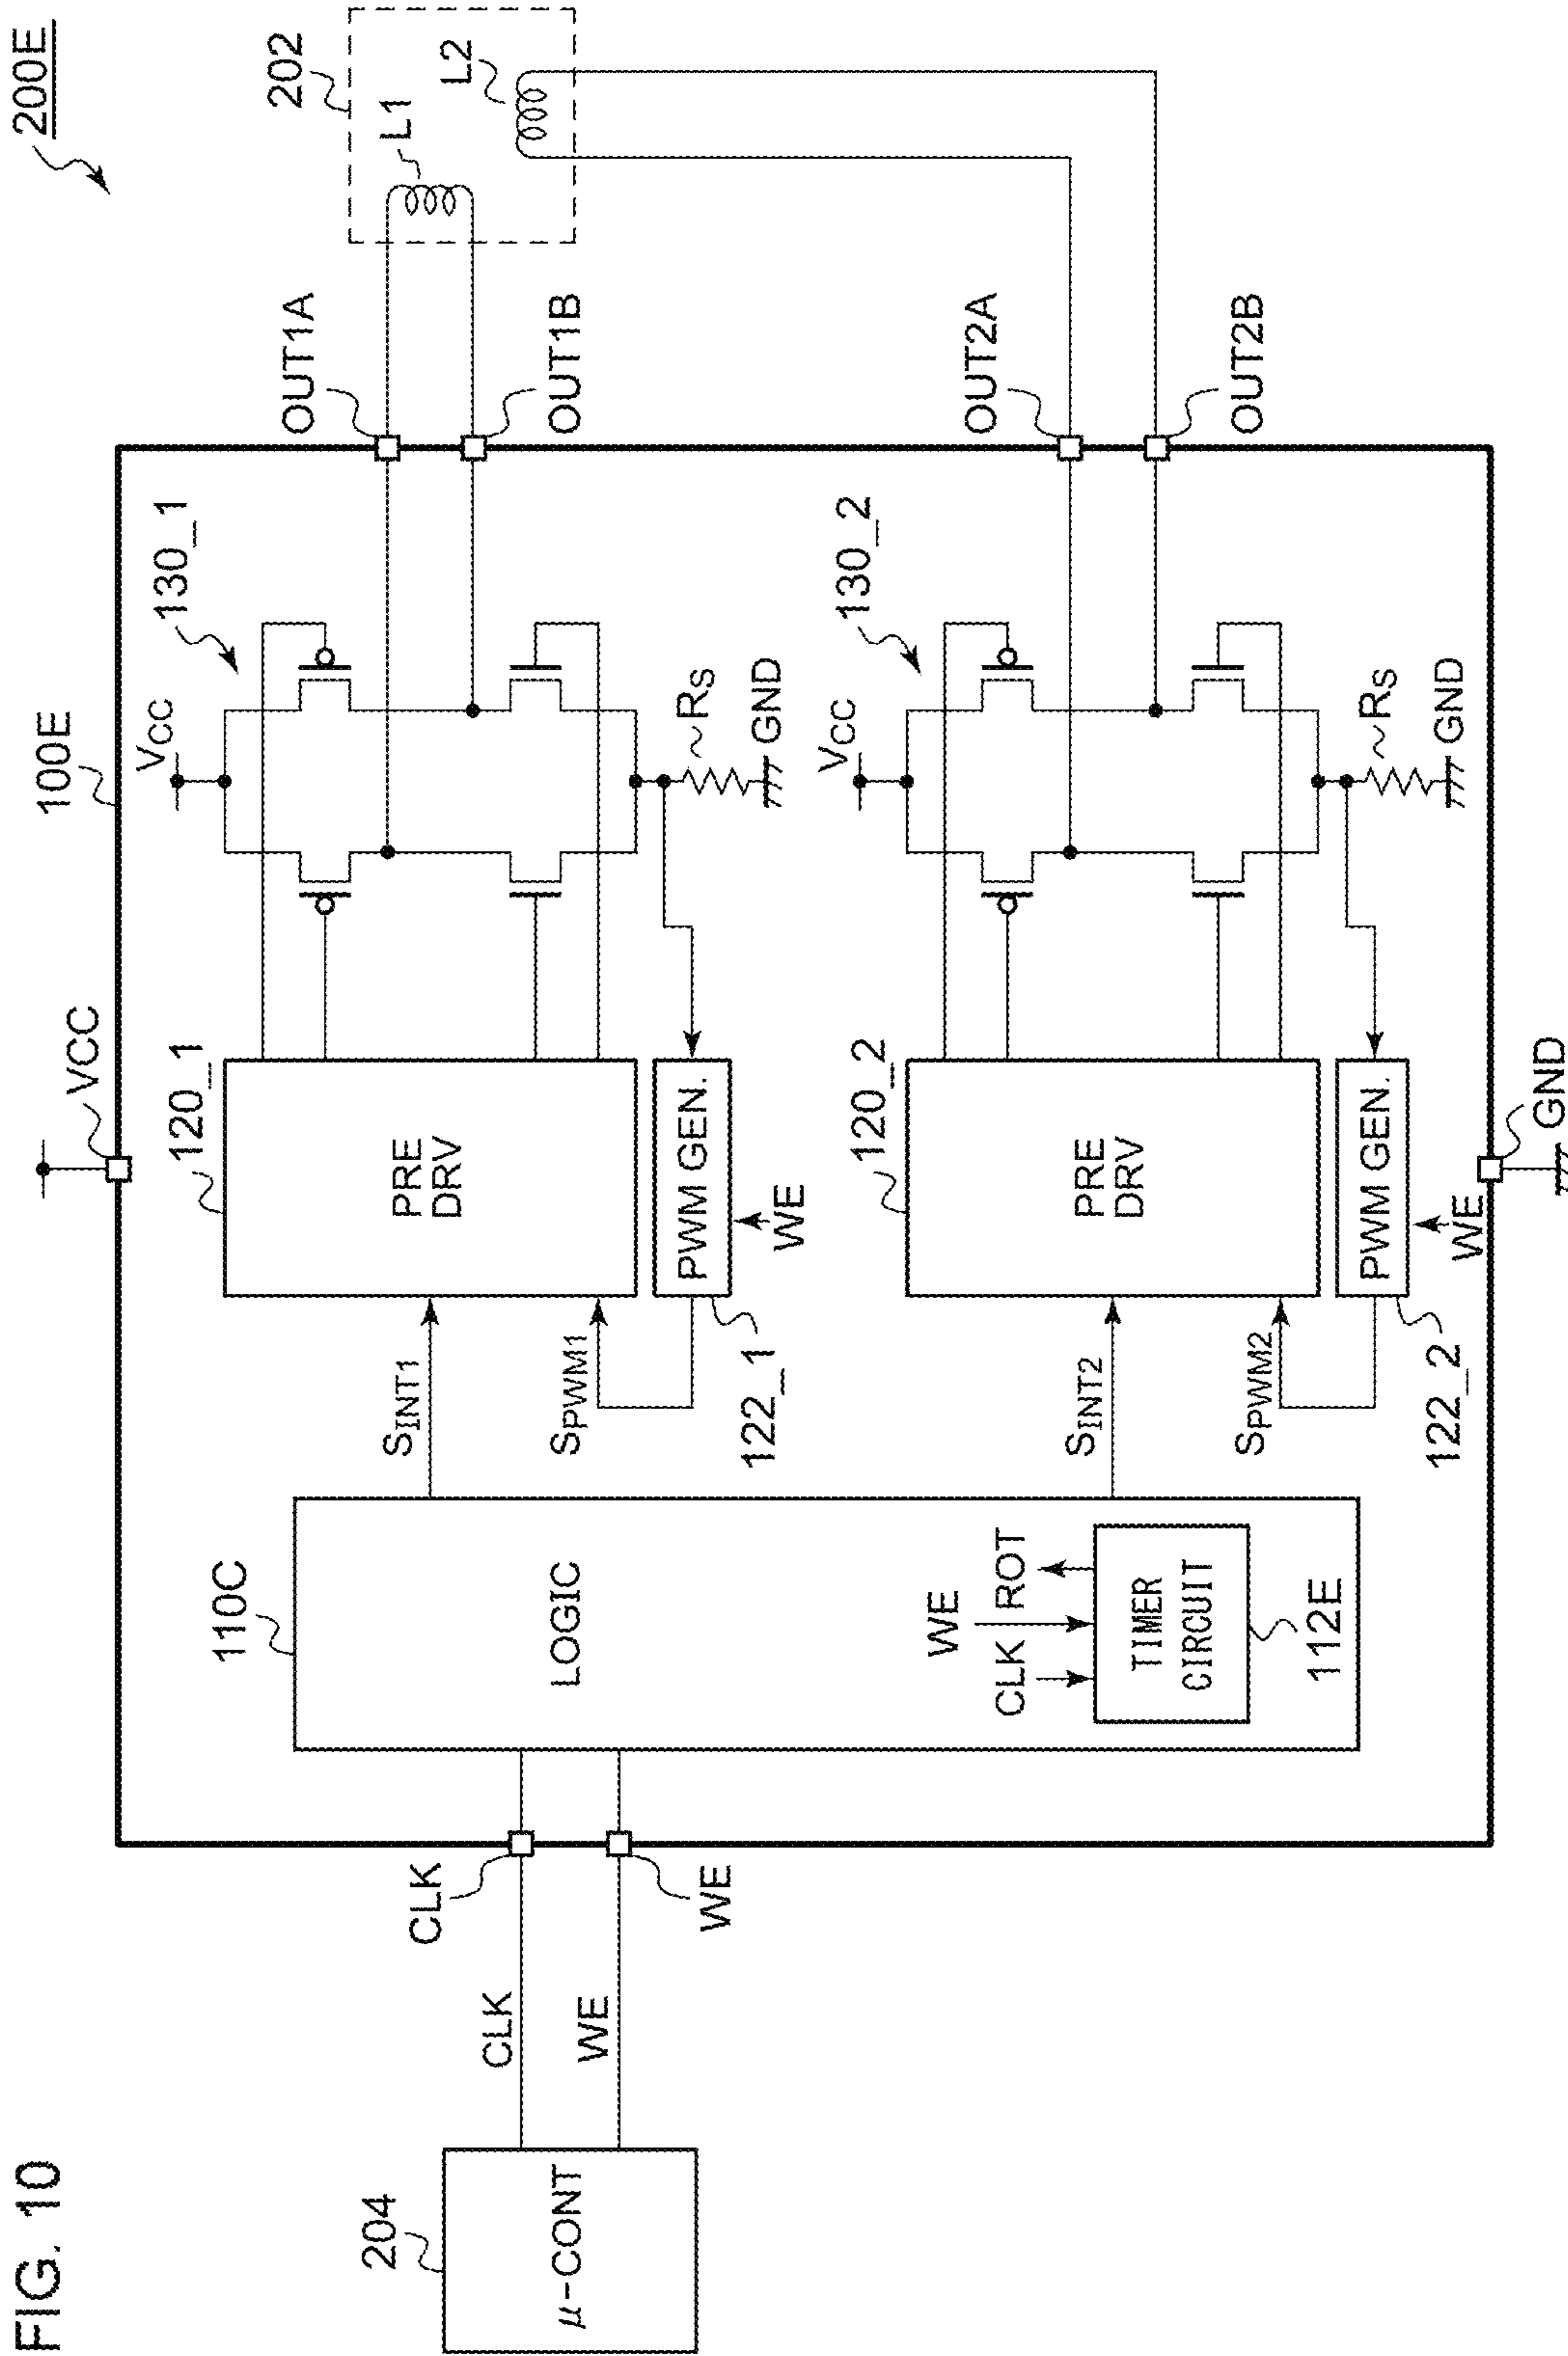 FIG. 10
200E
204
μ-CONT
CLK
WE
CLK
WE
100E
VCC
110C
LOGIC
WE
CLK
ROT
TIMER
CIRCUIT
112E
SINT1
SPWM1
120_1
PRE
DRV
PWM GEN.
WE
122_1
VCC
130_1
RS
GND
OUT1A
OUT1B
202
L1
L2
SINT2
SPWM2
120_2
PRE
DRV
PWM GEN.
WE
122_2
VCC
130_2
RS
GND
OUT2A
OUT2B
GND